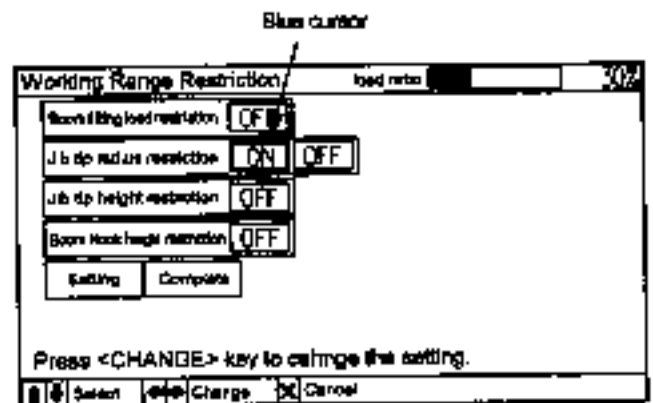 Blue cursor
Working Range Restriction load ratio 30%
Boom lifting load restriction OFF
Jib tip radius restriction ON OFF
Jib tip height restriction OFF
Boom Hook height restriction OFF
Setting Complete
Press <CHANGE> key to cahnge the setting.
Select Change Cancel